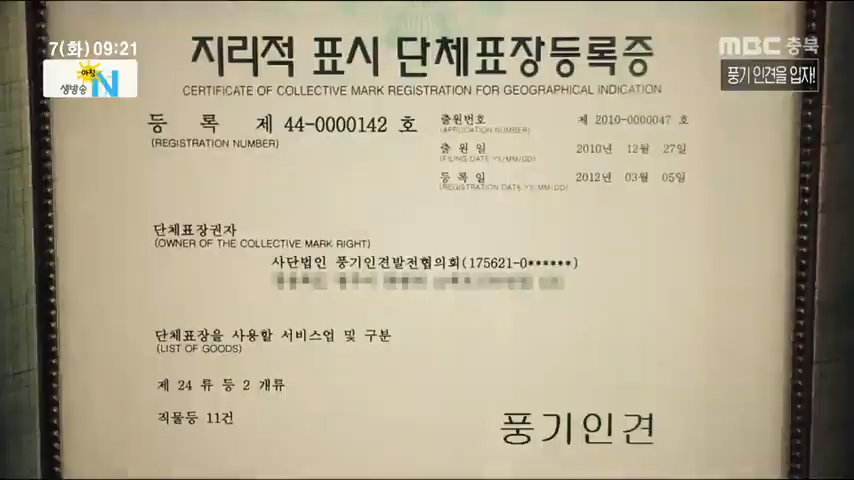 7(화) 09:21
아침
생방송 N
MBC 충북
풍기 인견을 입자!
지리적 표시 단체표장등록증
CERTIFICATE OF COLLECTIVE MARK REGISTRATION FOR GEOGRAPHICAL INDICATION
등 록 제 44-0000142 호
(REGISTRATION NUMBER)
출원번호 제 2010-0000047 호
(APPLICATION NUMBER)
출 원 일 2010년 12월 27일
(FILING DATE YY/MM/DD)
등 록 일 2012년 03월 05일
(REGISTRATION DATE YY/MM/DD)
단체표장권자
(OWNER OF THE COLLECTIVE MARK RIGHT)
사단법인 풍기인견발전협의회(175621-0******)
단체표장을 사용할 서비스업 및 구분
(LIST OF GOODS)
제 24 류 등 2 개류
직물등 11건
풍기인견